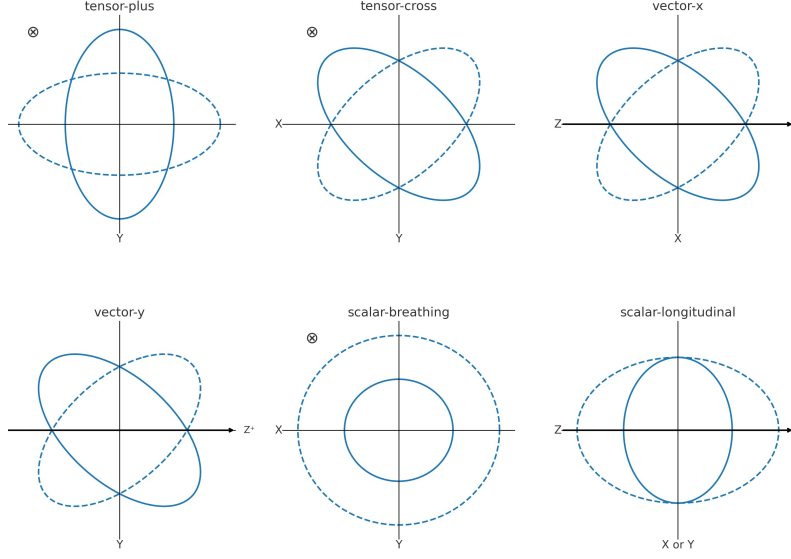 tensor-plus
tensor-cross
vector-x
⊗
⊗
X
Z
Y
Y
X
vector-y
scalar-breathing
scalar-longitudinal
⊗
Z⁺
X
Z
Y
Y
X or Y